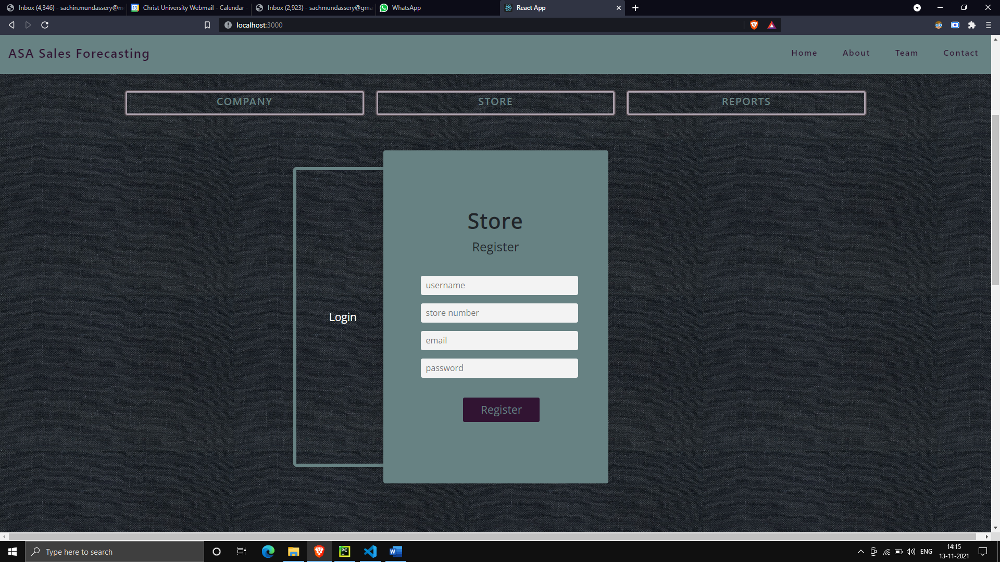 Inbox (4,346) - sachin.mundassery@m
Christ University Webmail - Calendar -
Inbox (2,923) - sachmundassery@gma
WhatsApp
React App
localhost:3000
ASA Sales Forecasting
Home
About
Team
Contact
COMPANY
STORE
REPORTS
Store
Register
username
store number
Login
email
password
Register
Type here to search
ENG
14:15
13-11-2021